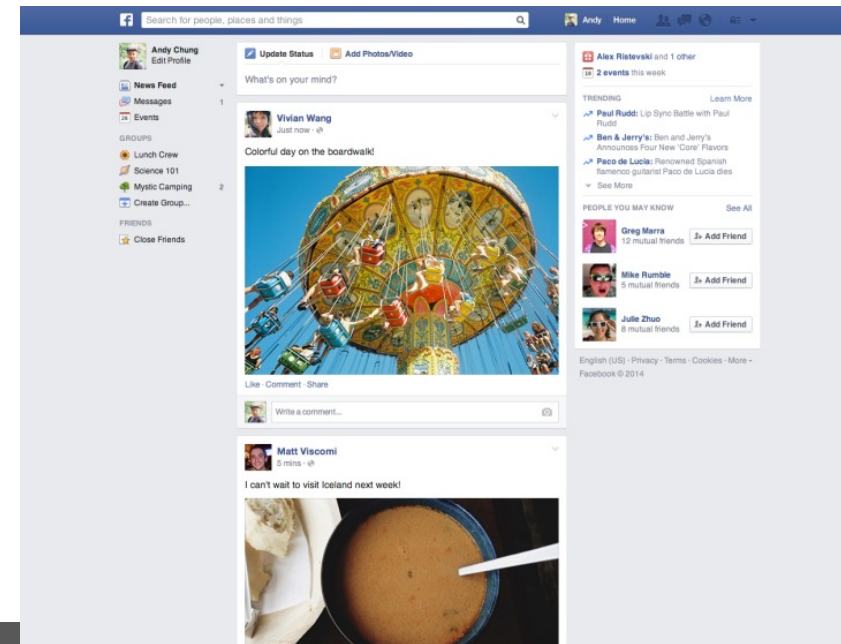 Search for people, places and things
Andy Home
Andy Chung
Edit Profile
News Feed
Messages 1
Events
GROUPS
Lunch Crew
Science 101
Mystic Camping 2
Create Group...
FRIENDS
Close Friends
Update Status Add Photos/Video
What's on your mind?
Vivian Wang
Just now ·
Colorful day on the boardwalk!
Like · Comment · Share
Write a comment...
Matt Viscomi
5 mins ·
I can't wait to visit Iceland next week!
Alex Ristevski and 1 other
2 events this week
TRENDING Learn More
Paul Rudd: Lip Sync Battle with Paul
Rudd
Ben & Jerry's: Ben and Jerry's
Announces Four New 'Core' Flavors
Paco de Lucia: Renowned Spanish
flamenco guitarist Paco de Lucia dies
See More
PEOPLE YOU MAY KNOW See All
Greg Marra
12 mutual friends
Add Friend
Mike Rumble
5 mutual friends
Add Friend
Julie Zhuo
8 mutual friends
Add Friend
English (US) · Privacy · Terms · Cookies · More
Facebook © 2014